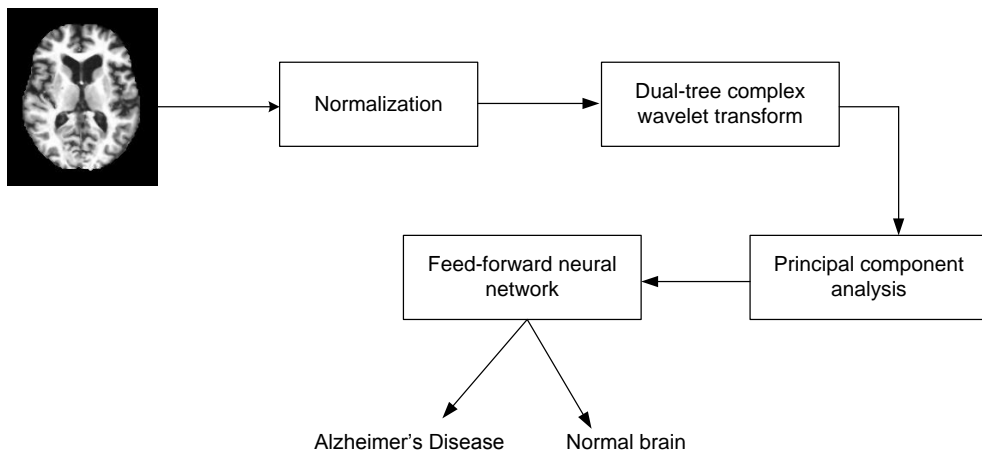 Normalization
Dual-tree complex
wavelet transform
Principal component
analysis
Feed-forward neural
network
Alzheimer’s Disease
Normal brain